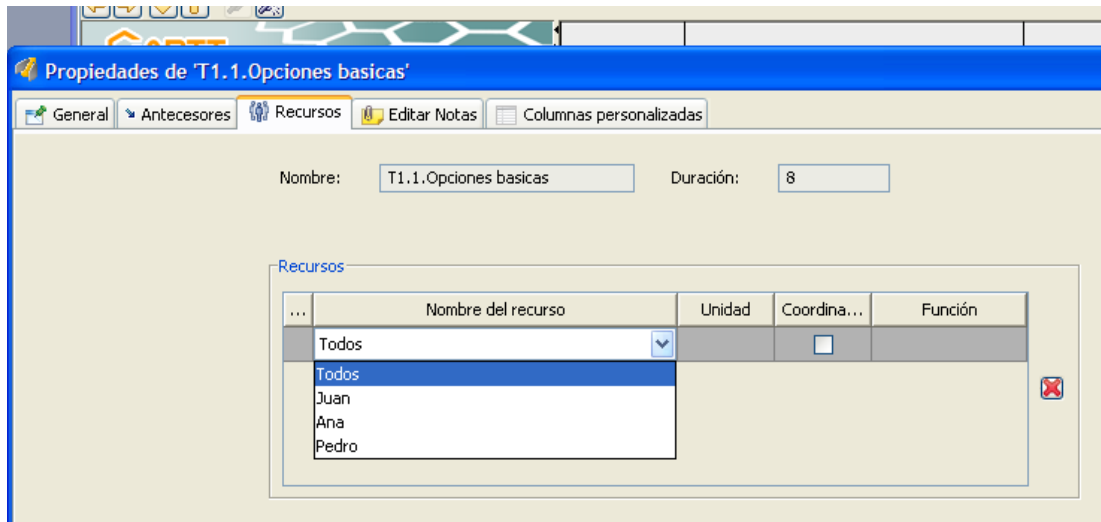 Propiedades de 'T1.1.Opciones basicas'
General Antecesores Recursos Editar Notas Columnas personalizadas
Nombre: T1.1.Opciones basicas Duración: 8
Recursos
... Nombre del recurso Unidad Coordina... Función
Todos
Todos
Juan
Ana
Pedro